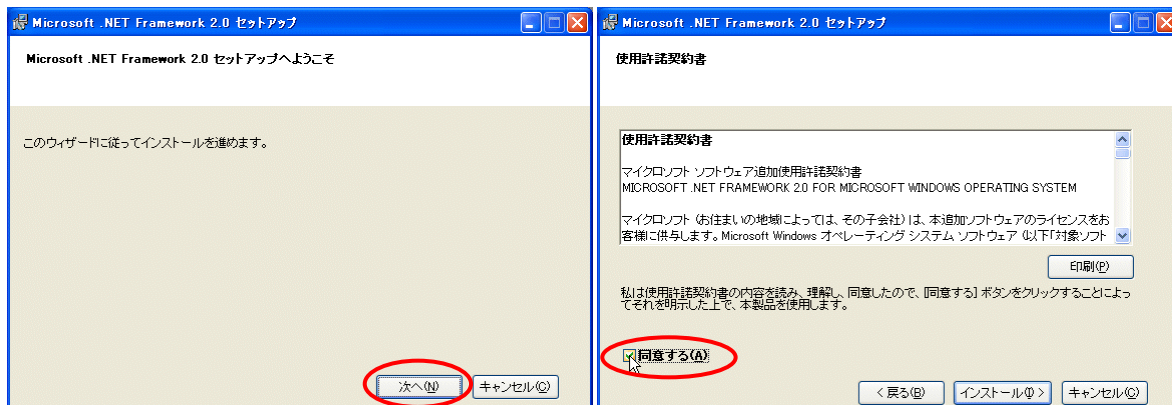 Microsoft .NET Framework 2.0 セットアップ
Microsoft .NET Framework 2.0 セットアップへようこそ
このウィザードに従ってインストールを進めます。
次へ(N)
キャンセル(C)
Microsoft .NET Framework 2.0 セットアップ
使用許諾契約書
使用許諾契約書
マイクロソフト ソフトウェア追加使用許諾契約書
MICROSOFT .NET FRAMEWORK 2.0 FOR MICROSOFT WINDOWS OPERATING SYSTEM
マイクロソフト (お住まいの地域によっては、その子会社) は、本追加ソフトウェアのライセンスをお
客様に供与します。Microsoft Windows オペレーティング システム ソフトウェア (以下「対象ソフト
印刷(P)
私は使用許諾契約書の内容を読み、理解し、同意したので、[同意する] ボタンをクリックすることによっ
てそれを明示した上で、本製品を使用します。
同意する(A)
< 戻る(B)
インストール(I) >
キャンセル(C)